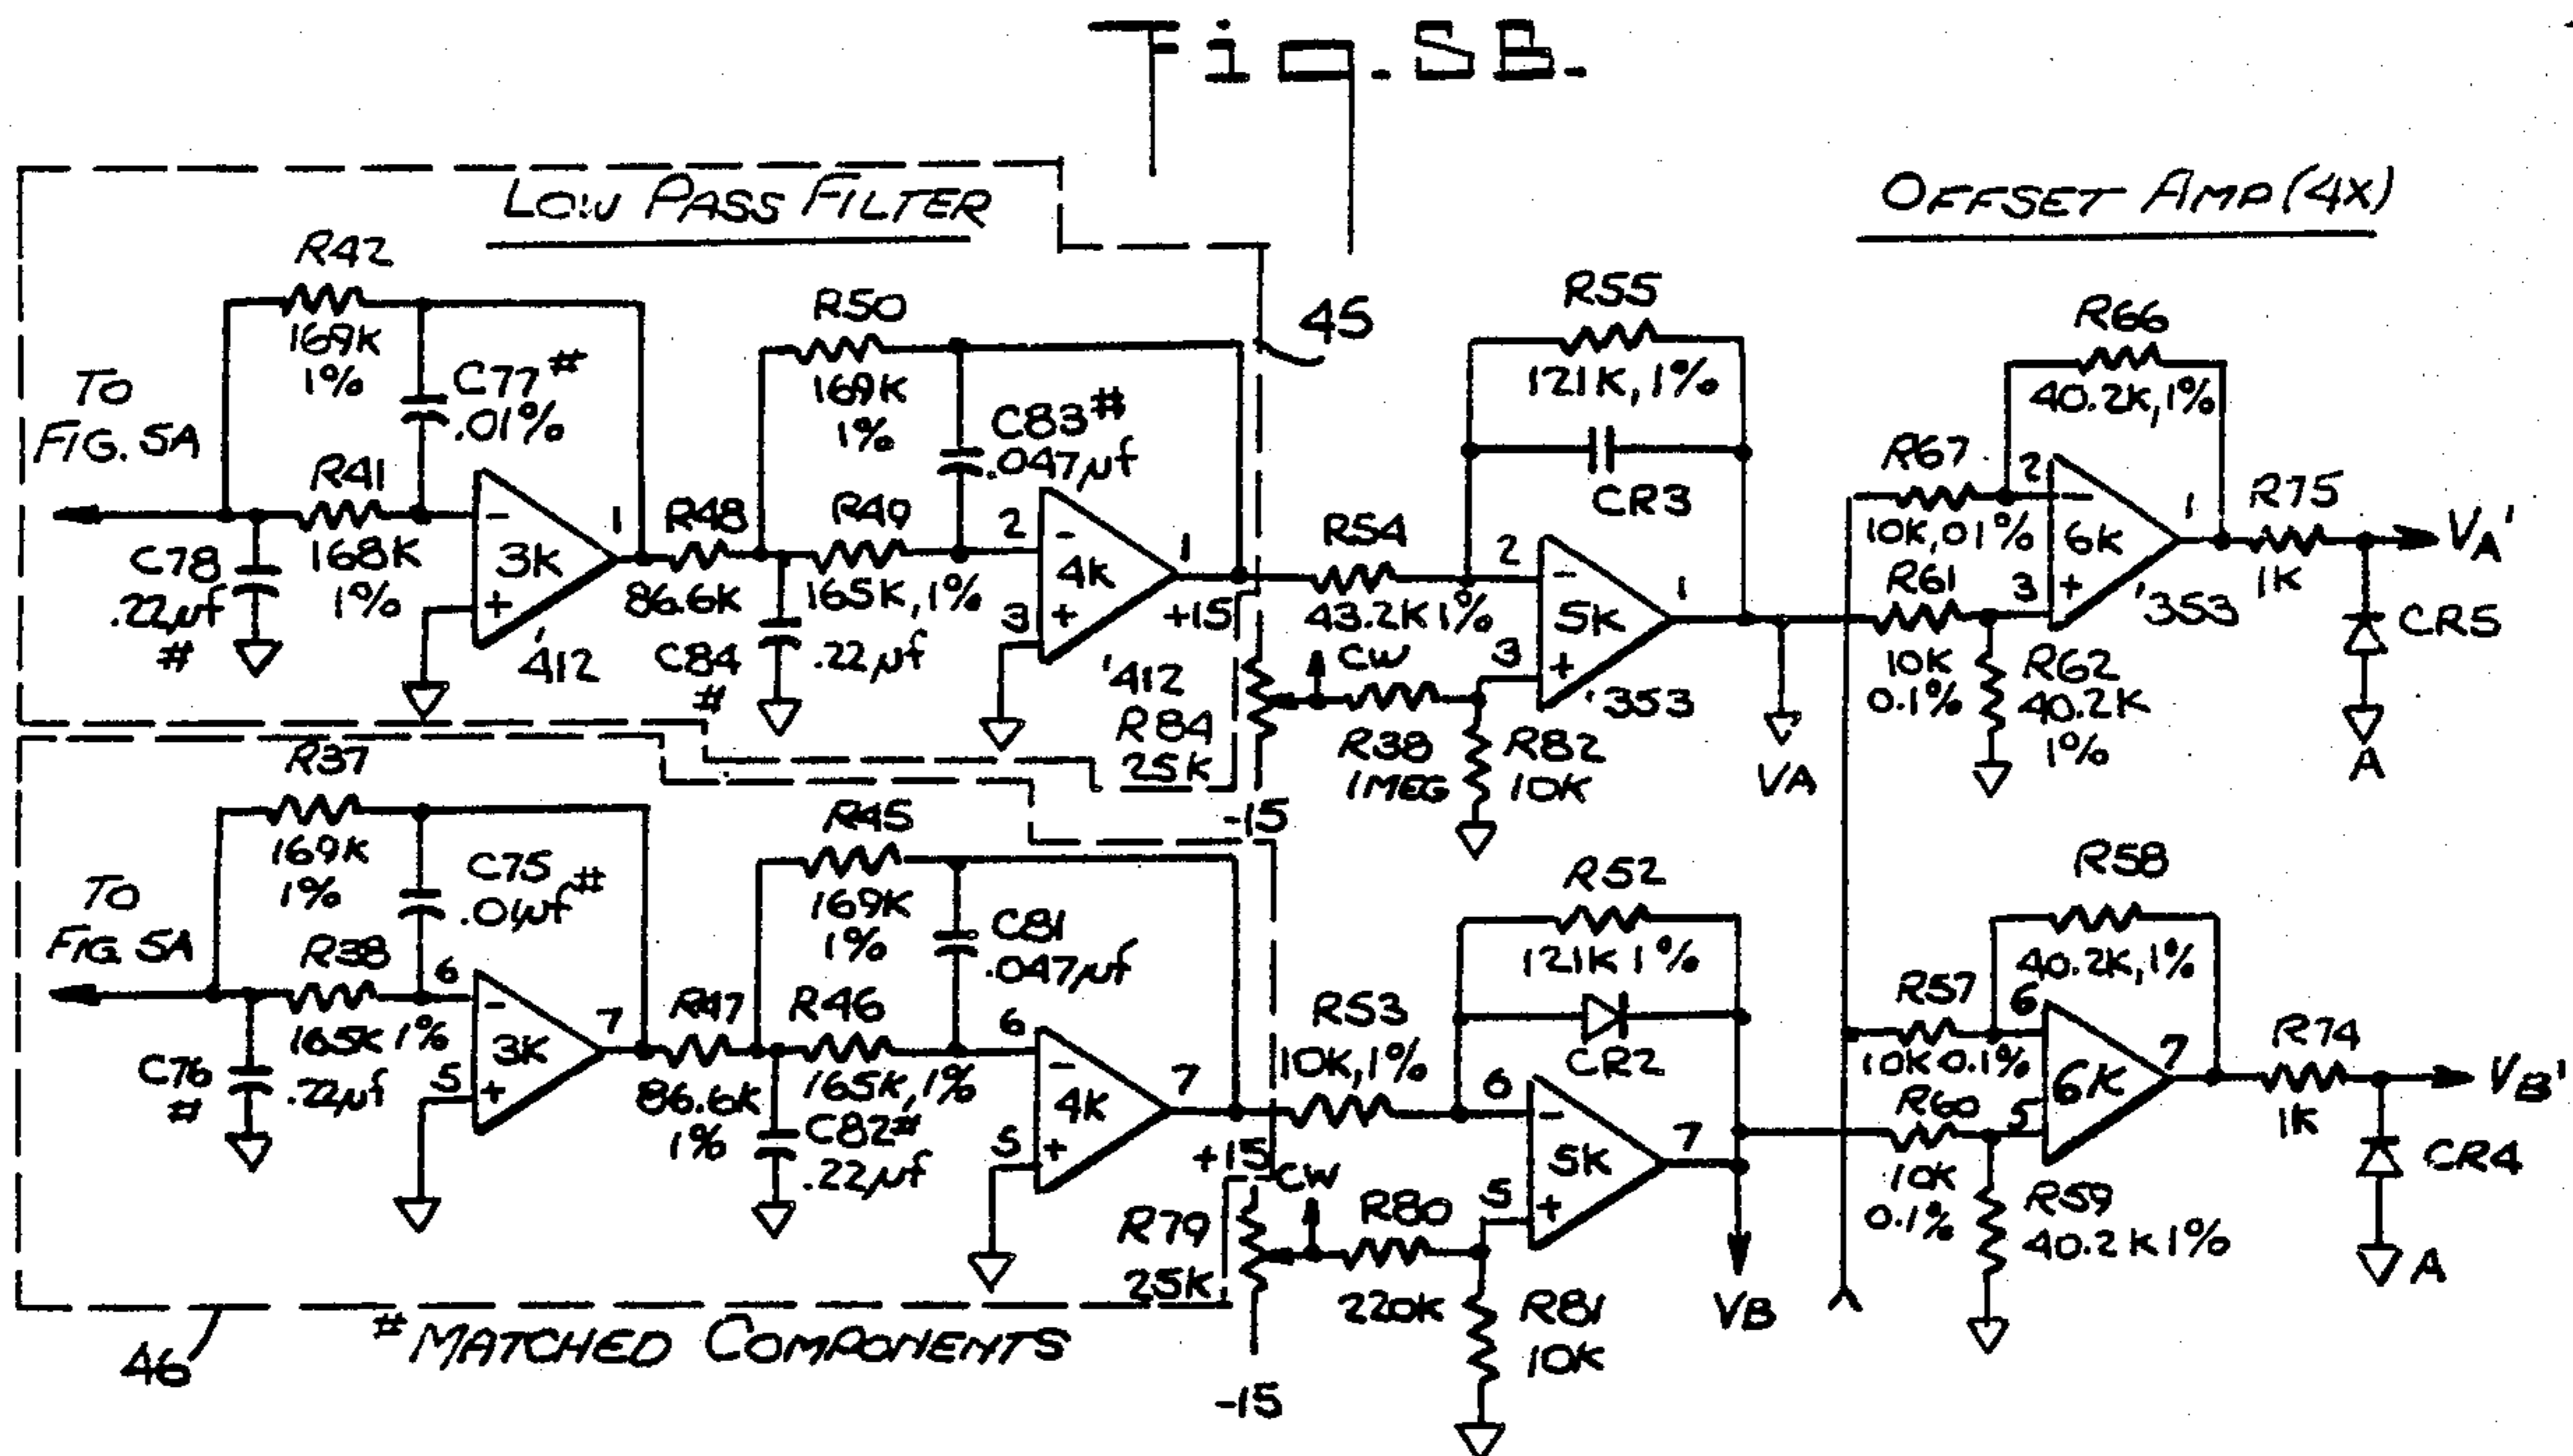 Fig. 5B.
LOW PASS FILTER
OFFSET AMP (4X)
R42
169K
1%
C77#
.01%
TO
FIG. 5A
R41
168K
1%
C78
.22µf
#
-
+
3K
1
'412
R48
86.6K
R50
169K
1%
C83#
.047µf
R49
165K, 1%
C84
#
.22µf
2
3
-
+
4K
1
+15
'412
R84
25K
-15
45
R54
43.2K 1%
CW
R38
1MEG
R82
10K
R55
121K, 1%
CR3
2
3
-
+
5K
1
'353
VA
R66
40.2K, 1%
R67
10K, 01%
R61
10K
0.1%
R62
40.2K
1%
2
3
-
+
6K
1
'353
R75
1K
VA'
CR5
A
R37
169K
1%
C75
.01µf#
TO
FIG. 5A
R38
165K 1%
C76
#
.22µf
6
5
-
+
3K
7
R47
86.6K
1%
R45
169K
1%
C81
.047µf
R46
165K, 1%
C82#
.22µf
6
5
-
+
4K
7
+15
R79
25K
-15
CW
R53
10K, 1%
R80
220K
R81
10K
R52
121K 1%
CR2
6
5
-
+
5K
7
VB
R58
40.2K, 1%
R57
10K 0.1%
R60
10K
0.1%
R59
40.2K 1%
6
5
6K
7
R74
1K
VB'
CR4
A
46
# MATCHED COMPONENTS